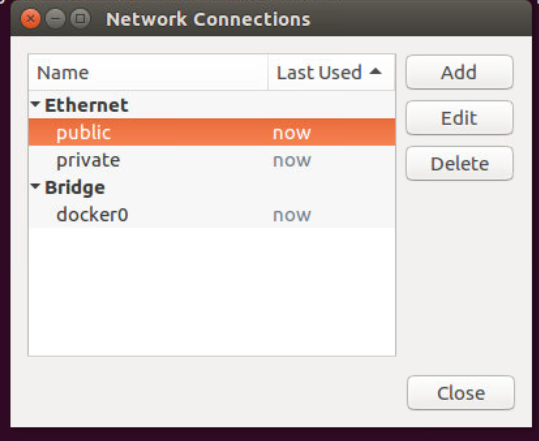 Network Connections
Name Last Used Add
Ethernet
public now Edit
private now Delete
Bridge
docker0 now
Close